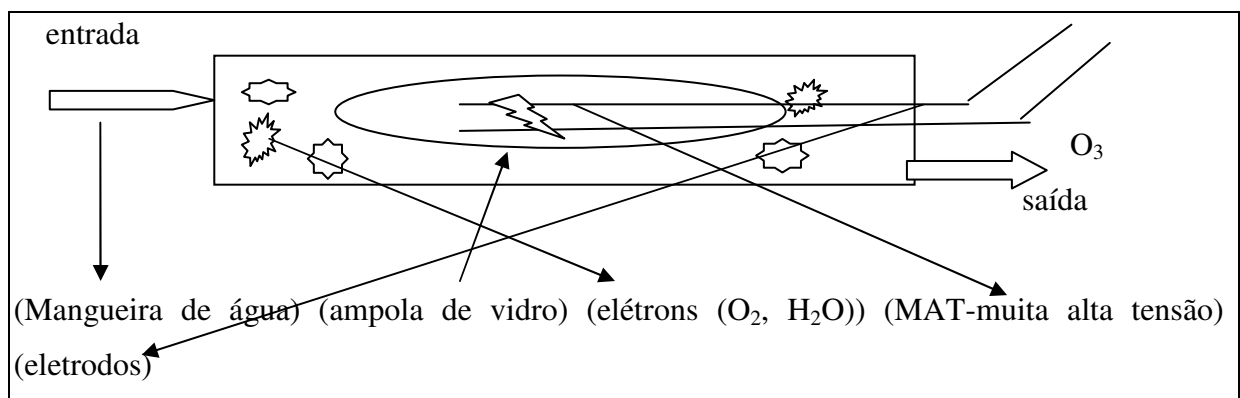 entrada
O₃
saída
(Mangueira de água) (ampola de vidro) (elétrons (O₂, H₂O)) (MAT-muita alta tensão)
(eletrodos)